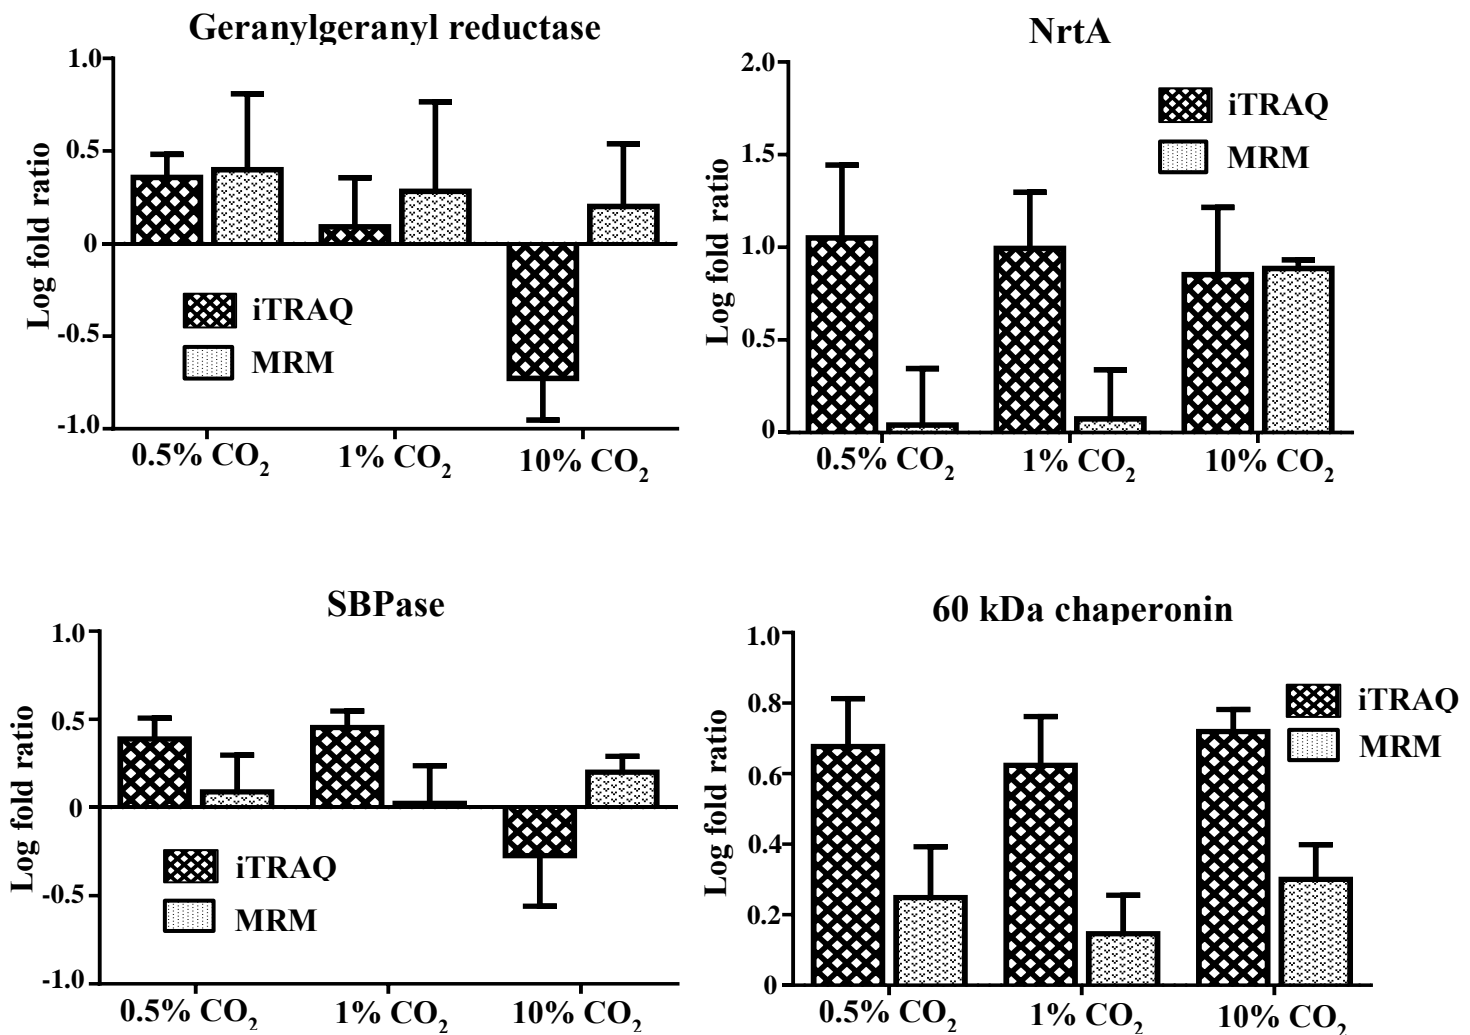 Geranylgeranyl reductase
1.0
0.5
0
-0.5
-1.0
Log fold ratio
iTRAQ
MRM
0.5% CO₂
1% CO₂
10% CO₂
NrtA
2.0
1.5
1.0
0.5
0
Log fold ratio
iTRAQ
MRM
0.5% CO₂
1% CO₂
10% CO₂
SBPase
1.0
0.5
0
-0.5
-1.0
Log fold ratio
iTRAQ
MRM
0.5% CO₂
1% CO₂
10% CO₂
60 kDa chaperonin
1.0
0.8
0.6
0.4
0.2
0
Log fold ratio
iTRAQ
MRM
0.5% CO₂
1% CO₂
10% CO₂